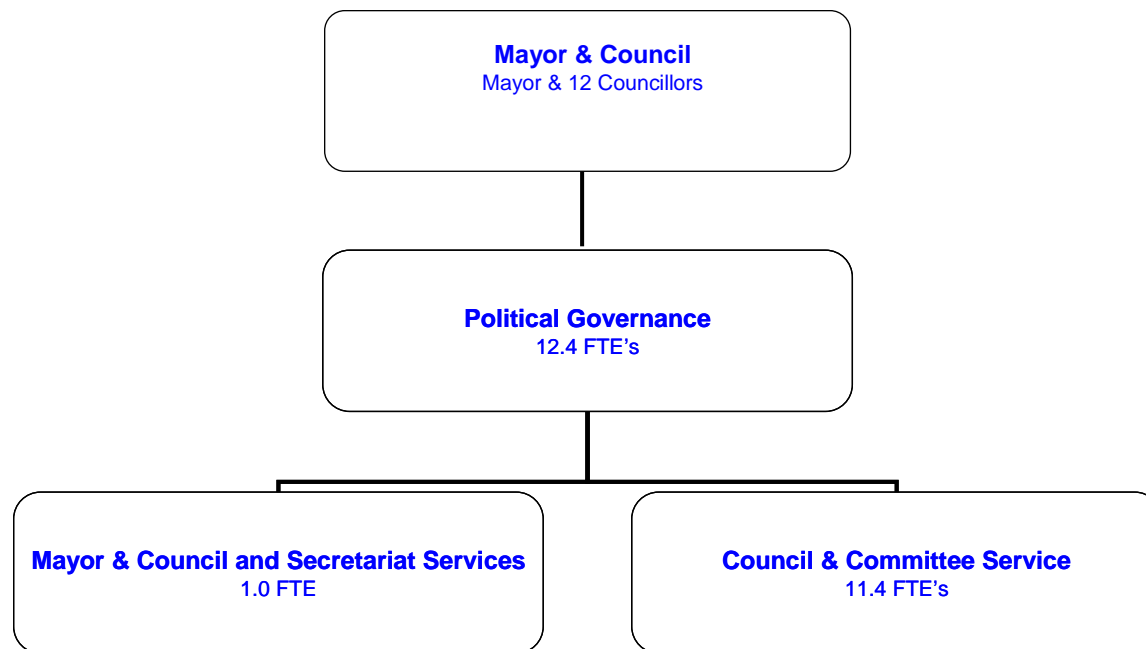 Mayor & Council
Mayor & 12 Councillors
Political Governance
12.4 FTE’s
Mayor & Council and Secretariat Services
1.0 FTE
Council & Committee Service
11.4 FTE’s